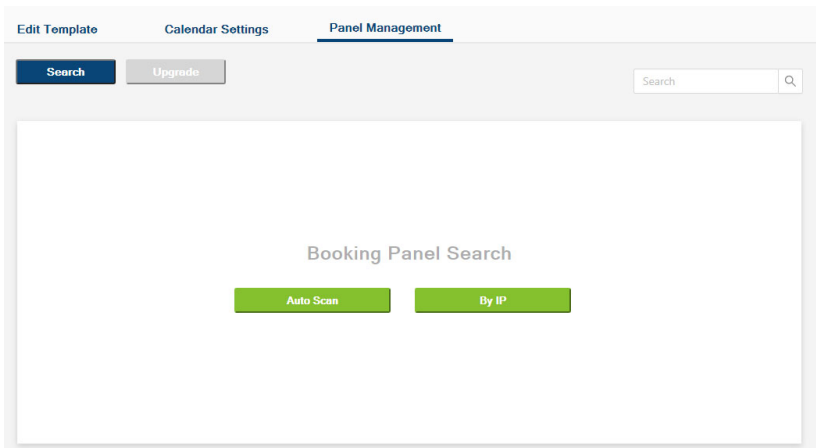 Edit Template Calendar Settings Panel Management
Search Upgrade Search
Booking Panel Search
Auto Scan By IP